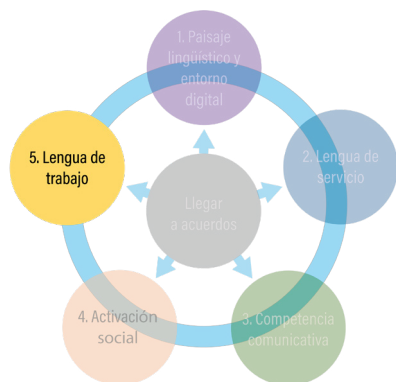 1. Paisaje
lingüístico y
entorno
digital
5. Lengua de
trabajo
2. Lengua de
servicio
Llegar
a acuerdos
4. Activación
social
3. Competencia
comunicativa